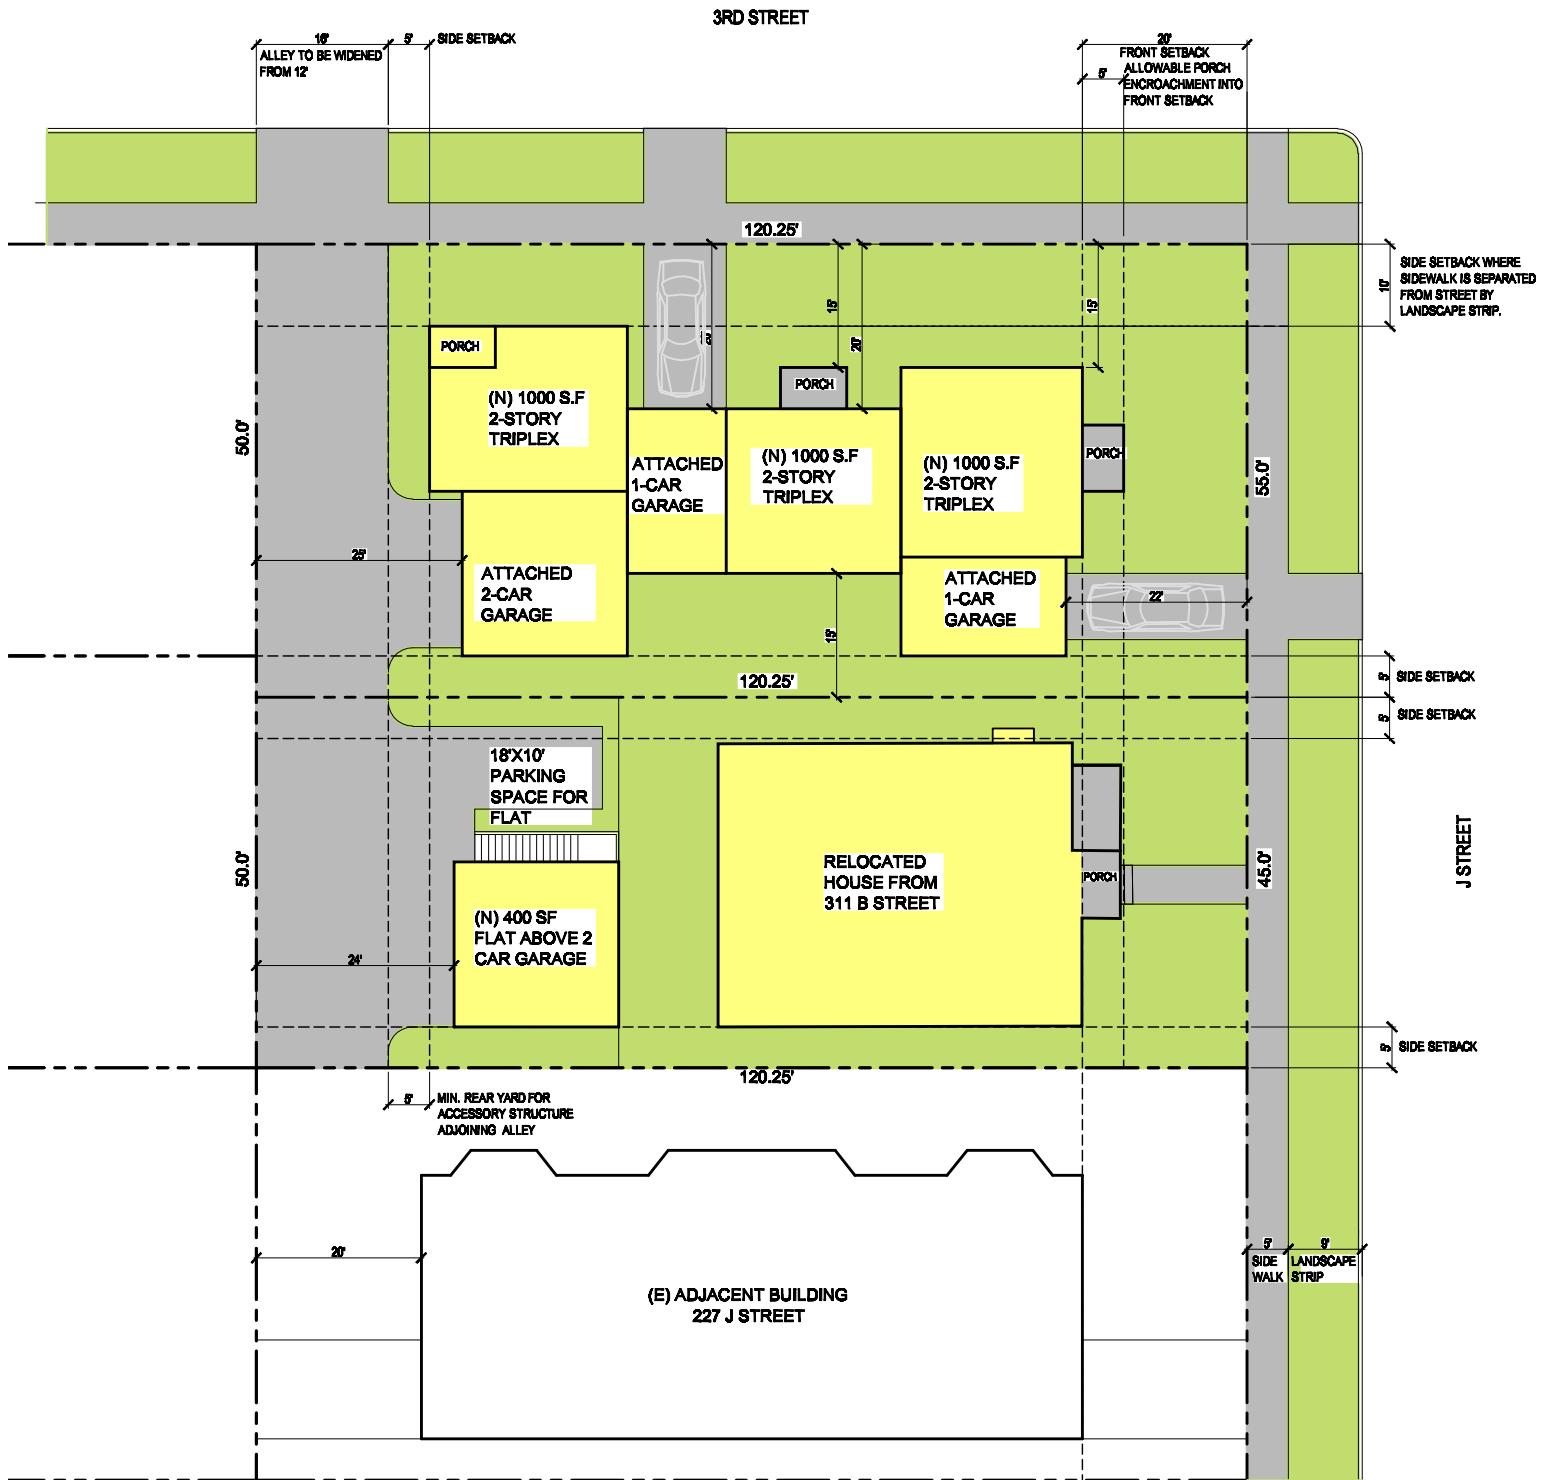 3RD STREET
16'
5'
SIDE SETBACK
ALLEY TO BE WIDENED
FROM 12'
20'
FRONT SETBACK
5'
ALLOWABLE PORCH
ENCROACHMENT INTO
FRONT SETBACK
120.25'
10'
SIDE SETBACK WHERE
SIDEWALK IS SEPARATED
FROM STREET BY
LANDSCAPE STRIP.
15'
15'
20'
PORCH
PORCH
PORCH
50.0'
55.0'
(N) 1000 S.F
2-STORY
TRIPLEX
ATTACHED
1-CAR
GARAGE
(N) 1000 S.F
2-STORY
TRIPLEX
(N) 1000 S.F
2-STORY
TRIPLEX
25'
ATTACHED
2-CAR
GARAGE
ATTACHED
1-CAR
GARAGE
22'
15'
5'
SIDE SETBACK
120.25'
5'
SIDE SETBACK
18'X10'
PARKING
SPACE FOR
FLAT
50.0'
RELOCATED
HOUSE FROM
311 B STREET
PORCH
45.0'
J STREET
(N) 400 SF
FLAT ABOVE 2
CAR GARAGE
24'
5'
SIDE SETBACK
120.25'
5'
MIN. REAR YARD FOR
ACCESSORY STRUCTURE
ADJOINING ALLEY
20'
5'
SIDE
WALK
9'
LANDSCAPE
STRIP
(E) ADJACENT BUILDING
227 J STREET